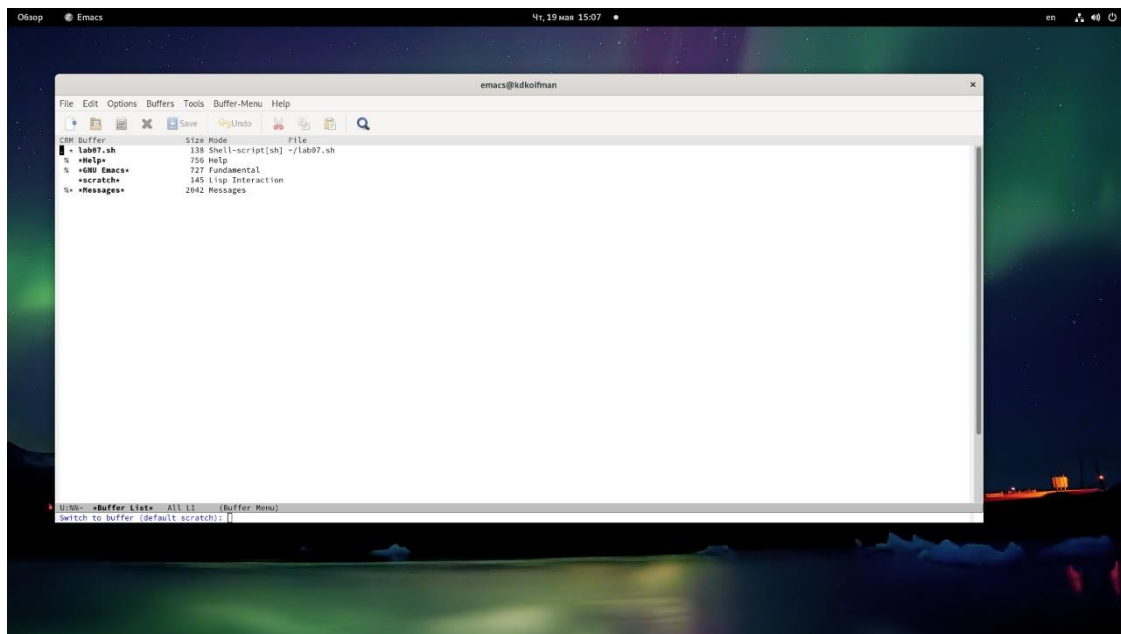 Обзор Emacs Чт, 19 мая 15:07 en
emacs@kdkoifman
File Edit Options Buffers Tools Buffer-Menu Help
Save Undo
CRM Buffer Size Mode File
. * lab07.sh 138 Shell-script[sh] ~/lab07.sh
% *Help* 756 Help
% *GNU Emacs* 727 Fundamental
*scratch* 145 Lisp Interaction
%* *Messages* 2042 Messages
U:%%- *Buffer List* All L1 (Buffer Menu)
Switch to buffer (default scratch):